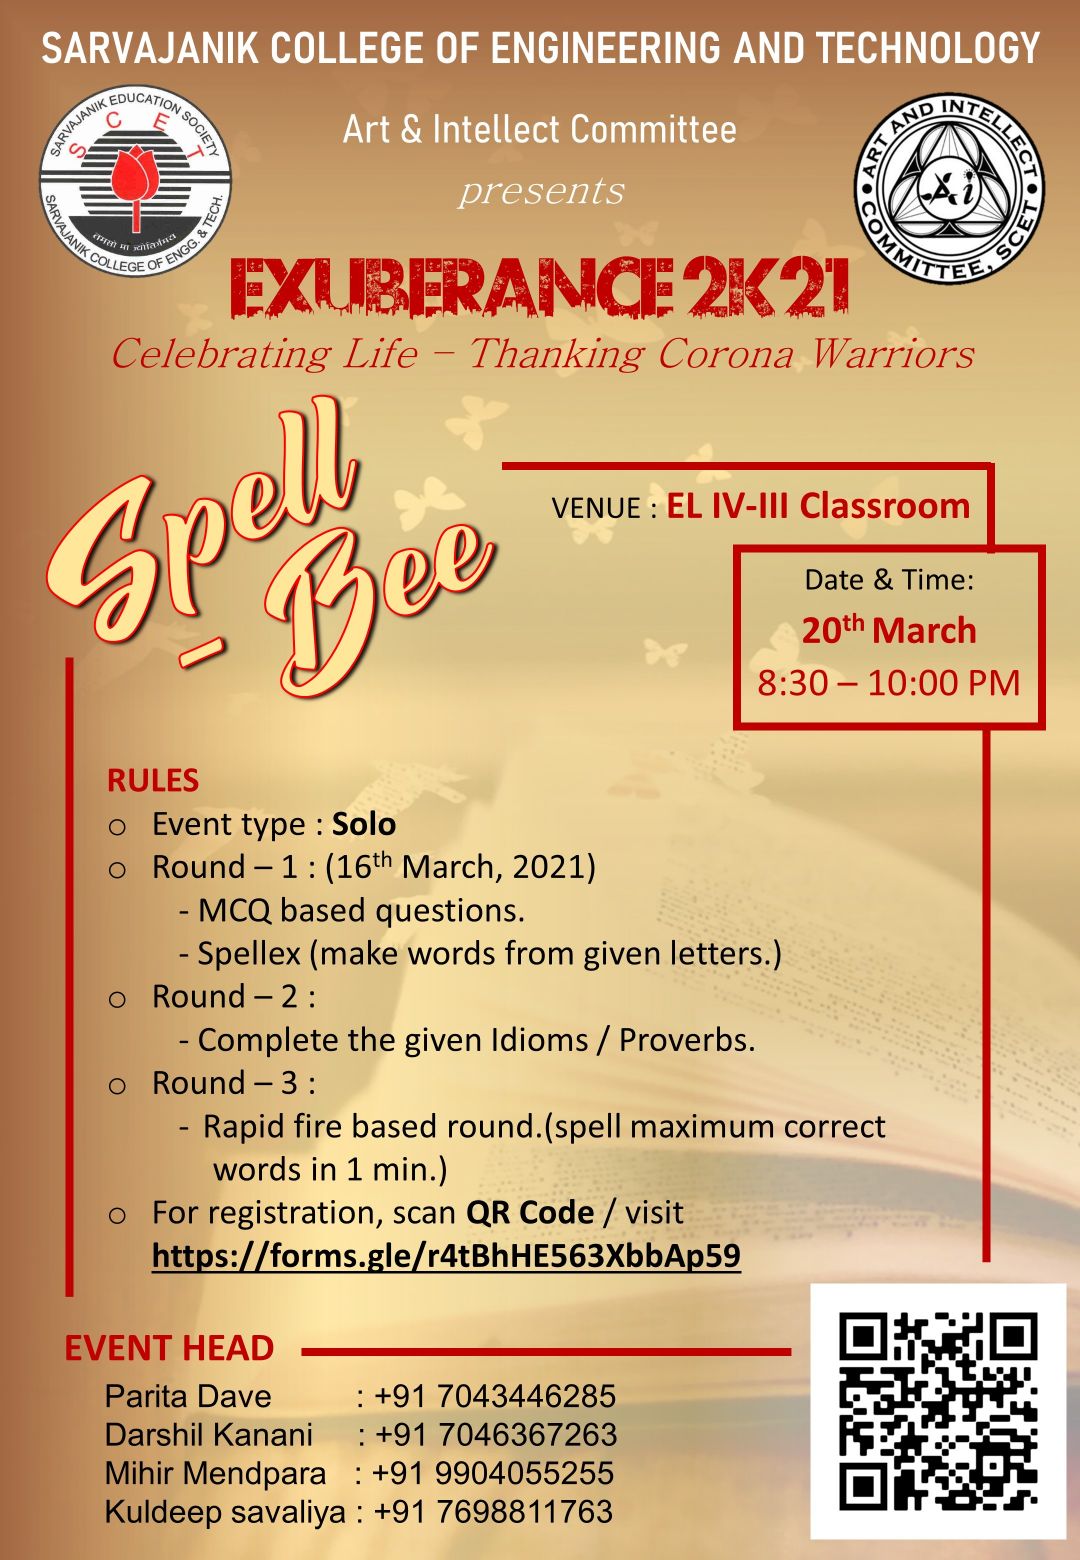 SARVAJANIK COLLEGE OF ENGINEERING AND TECHNOLOGY
SARVAJANIK EDUCATION SOCIETY
S C E T
SARVAJANIK COLLEGE OF ENGG. & TECH.
Art & Intellect Committee
presents
ART AND INTELLECT
Ai
COMMITTEE, SCET
EXUBERANCE 2K21
Celebrating Life – Thanking Corona Warriors
Spell
- Bee
VENUE : EL IV-III Classroom
Date & Time:
20th March
8:30 – 10:00 PM
RULES
o Event type : Solo
o Round – 1 : (16th March, 2021)
- MCQ based questions.
- Spellex (make words from given letters.)
o Round – 2 :
- Complete the given Idioms / Proverbs.
o Round – 3 :
- Rapid fire based round.(spell maximum correct
words in 1 min.)
o For registration, scan QR Code / visit
https://forms.gle/r4tBhHE563XbbAp59
EVENT HEAD
Parita Dave : +91 7043446285
Darshil Kanani : +91 7046367263
Mihir Mendpara : +91 9904055255
Kuldeep savaliya : +91 7698811763